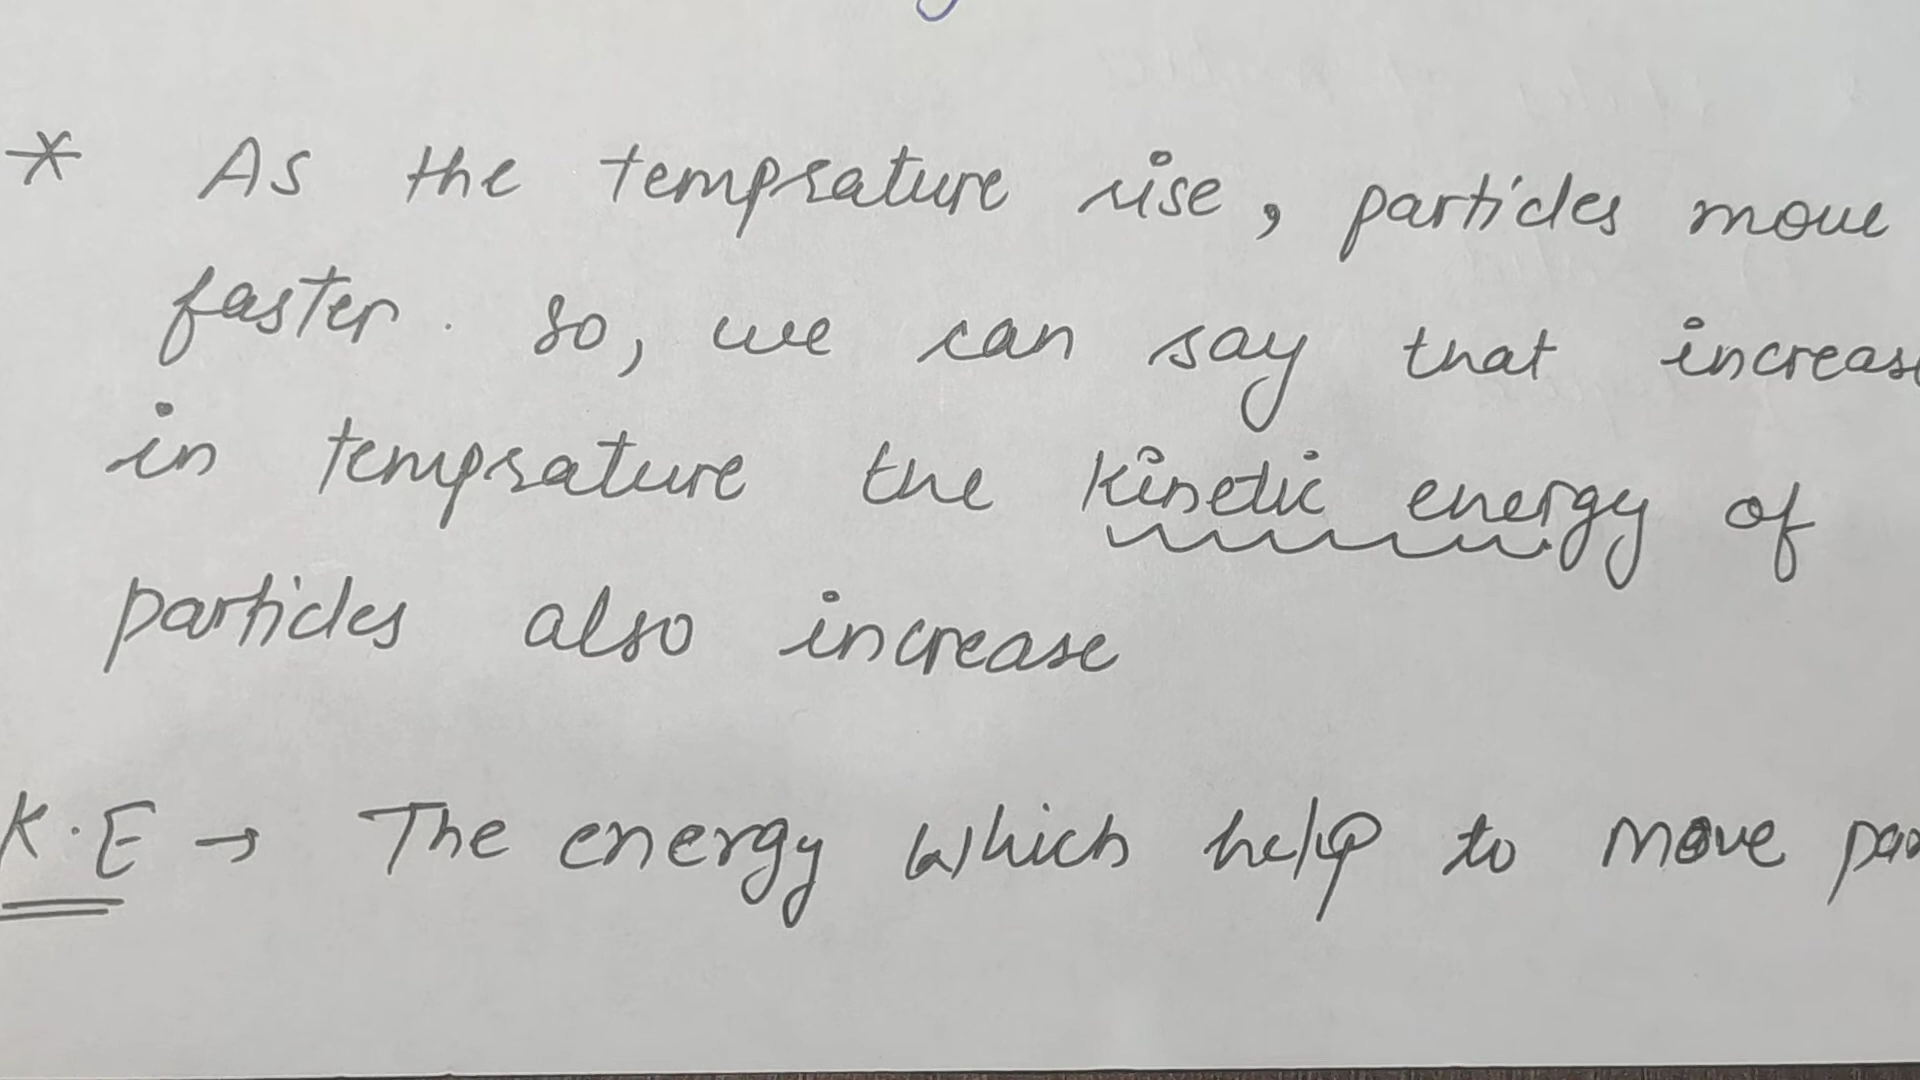 * As the temprature rise, particles move
faster. So, we can say that increase
in temprature the kinetic energy of
particles also increase
K.E → The energy which help to move